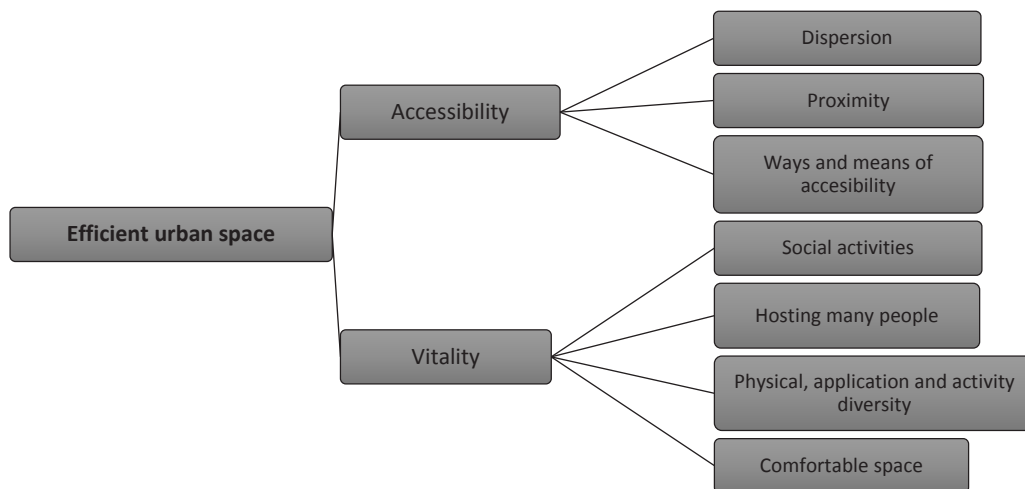 Efficient urban space
Accessibility
Dispersion
Proximity
Ways and means of
accesibility
Vitality
Social activities
Hosting many people
Physical, application and activity
diversity
Comfortable space